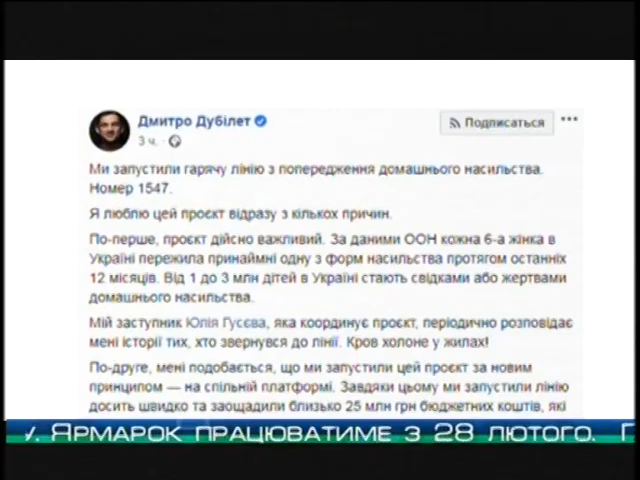 Дмитро Дубілет
Подписаться
3 ч.
Ми запустили гарячу лінію з попередження домашнього насильства.
Номер 1547.
Я люблю цей проєкт відразу з кількох причин.
По-перше, проєкт дійсно важливий. За даними ООН кожна 6-а жінка в
Україні пережила принаймні одну з форм насильства протягом останніх
12 місяців. Від 1 до 3 млн дітей в Україні стають свідками або жертвами
домашнього насильства.
Мій заступник Юлія Гусєва, яка координує проєкт, періодично розповідає
мені історії тих, хто звернувся до лінії. Кров холоне у жилах!
По-друге, мені подобається, що ми запустили цей проєкт за новим
принципом — на спільній платформі. Завдяки цьому ми запустили лінію
досить швидко та заощадили близько 25 млн грн бюджетних коштів, які
У. ЯРМАРОК ПРАЦЮВАТИМЕ З 28 ЛЮТОГО.